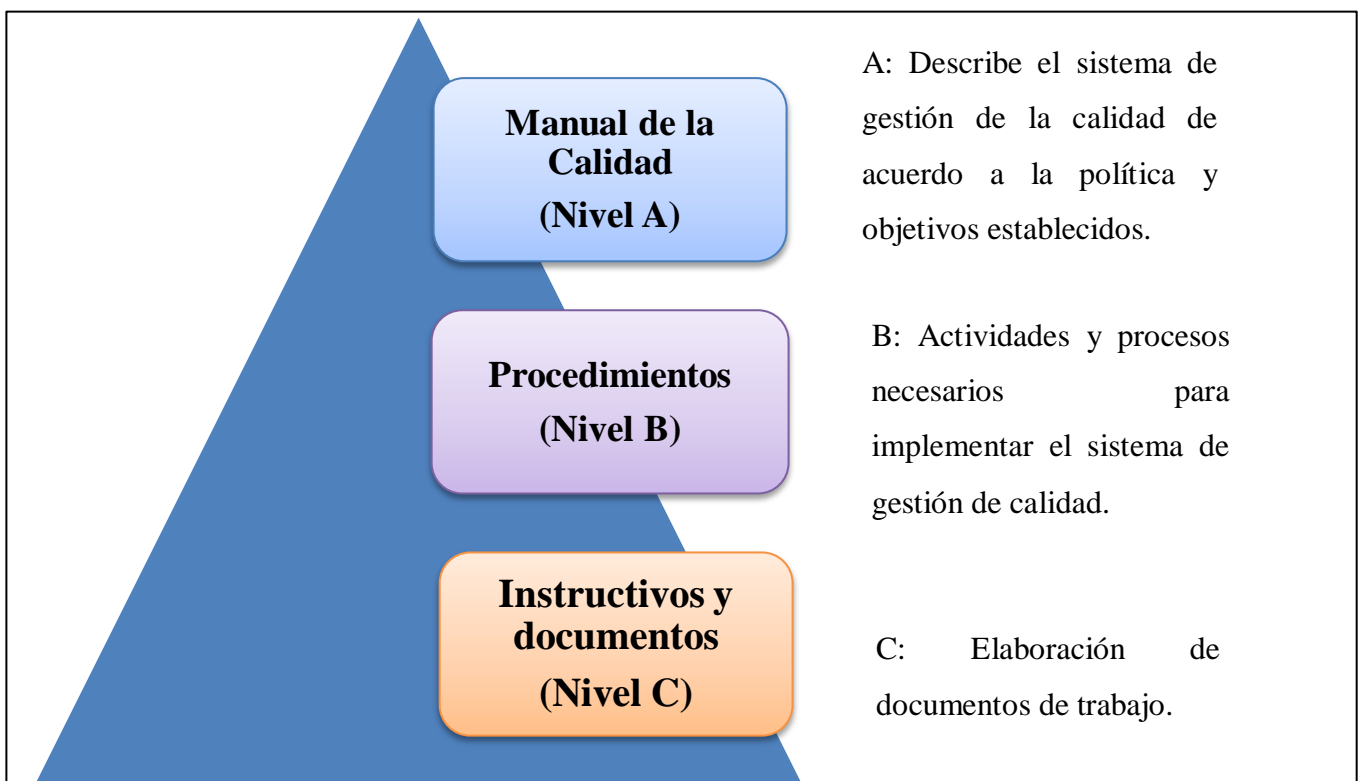 Manual de la
Calidad
(Nivel A)
A: Describe el sistema de
gestión de la calidad de
acuerdo a la política y
objetivos establecidos.
Procedimientos
(Nivel B)
B: Actividades y procesos
necesarios para
implementar el sistema de
gestión de calidad.
Instructivos y
documentos
(Nivel C)
C: Elaboración de
documentos de trabajo.